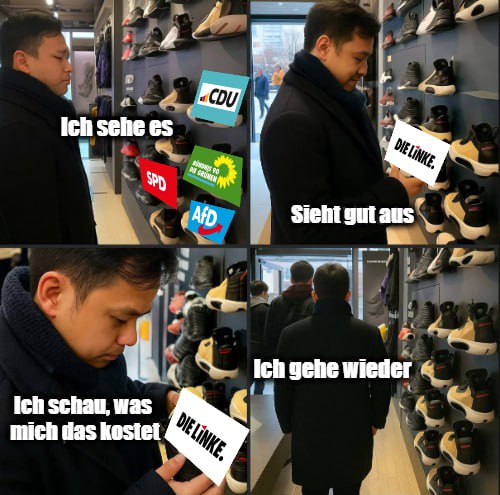 Ich sehe es
CDU
SPD
BÜNDNIS 90
DIE GRÜNEN
AfD
DIE LINKE.
Sieht gut aus
Ich schau, was
mich das kostet
DIE LINKE.
Ich gehe wieder